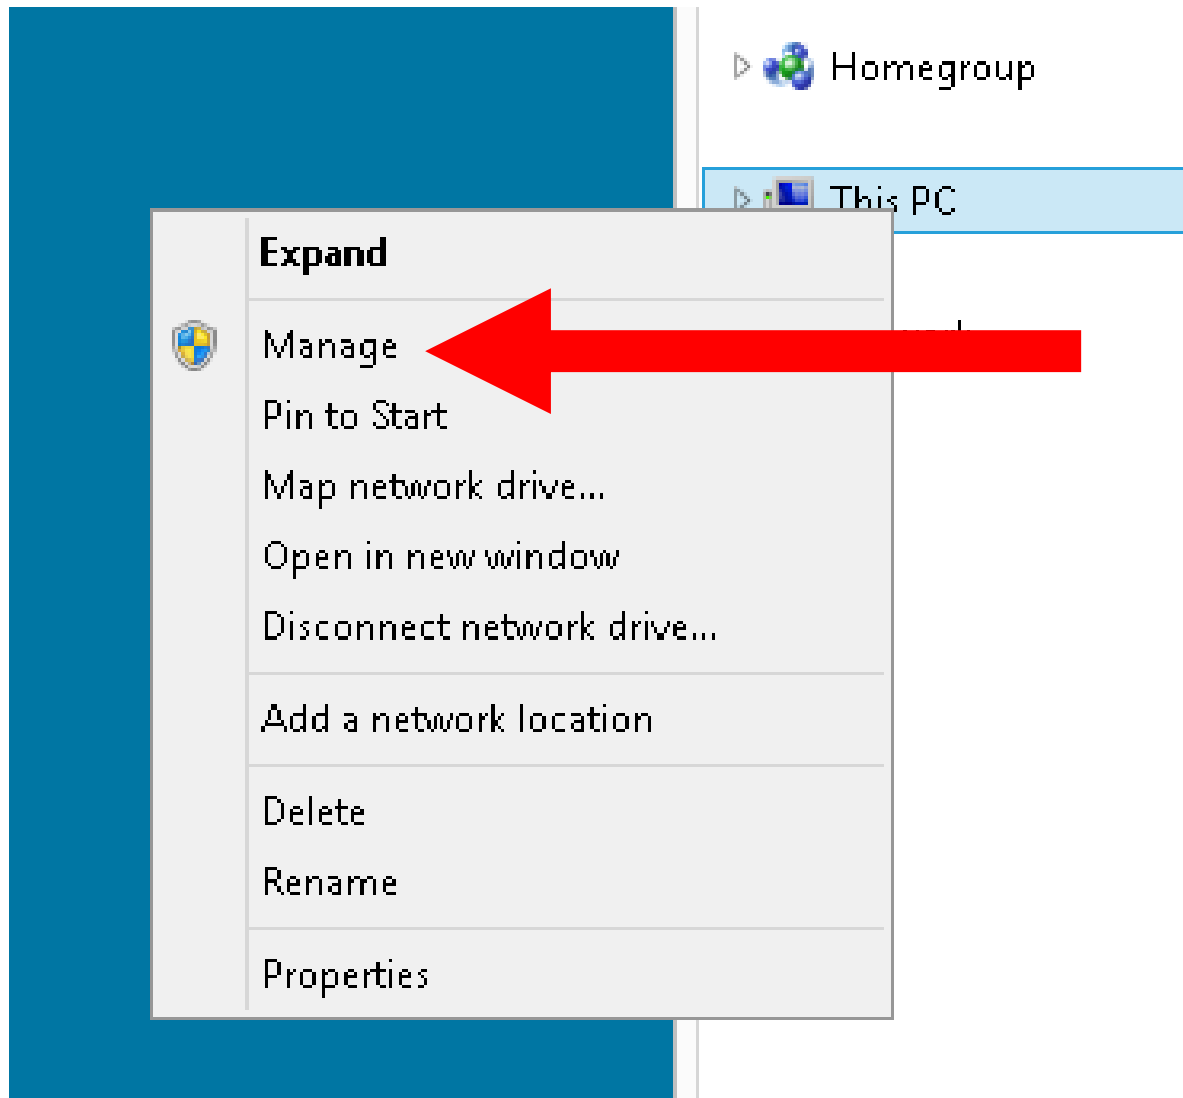 Homegroup
This PC
Expand
Manage
Pin to Start
Map network drive...
Open in new window
Disconnect network drive...
Add a network location
Delete
Rename
Properties